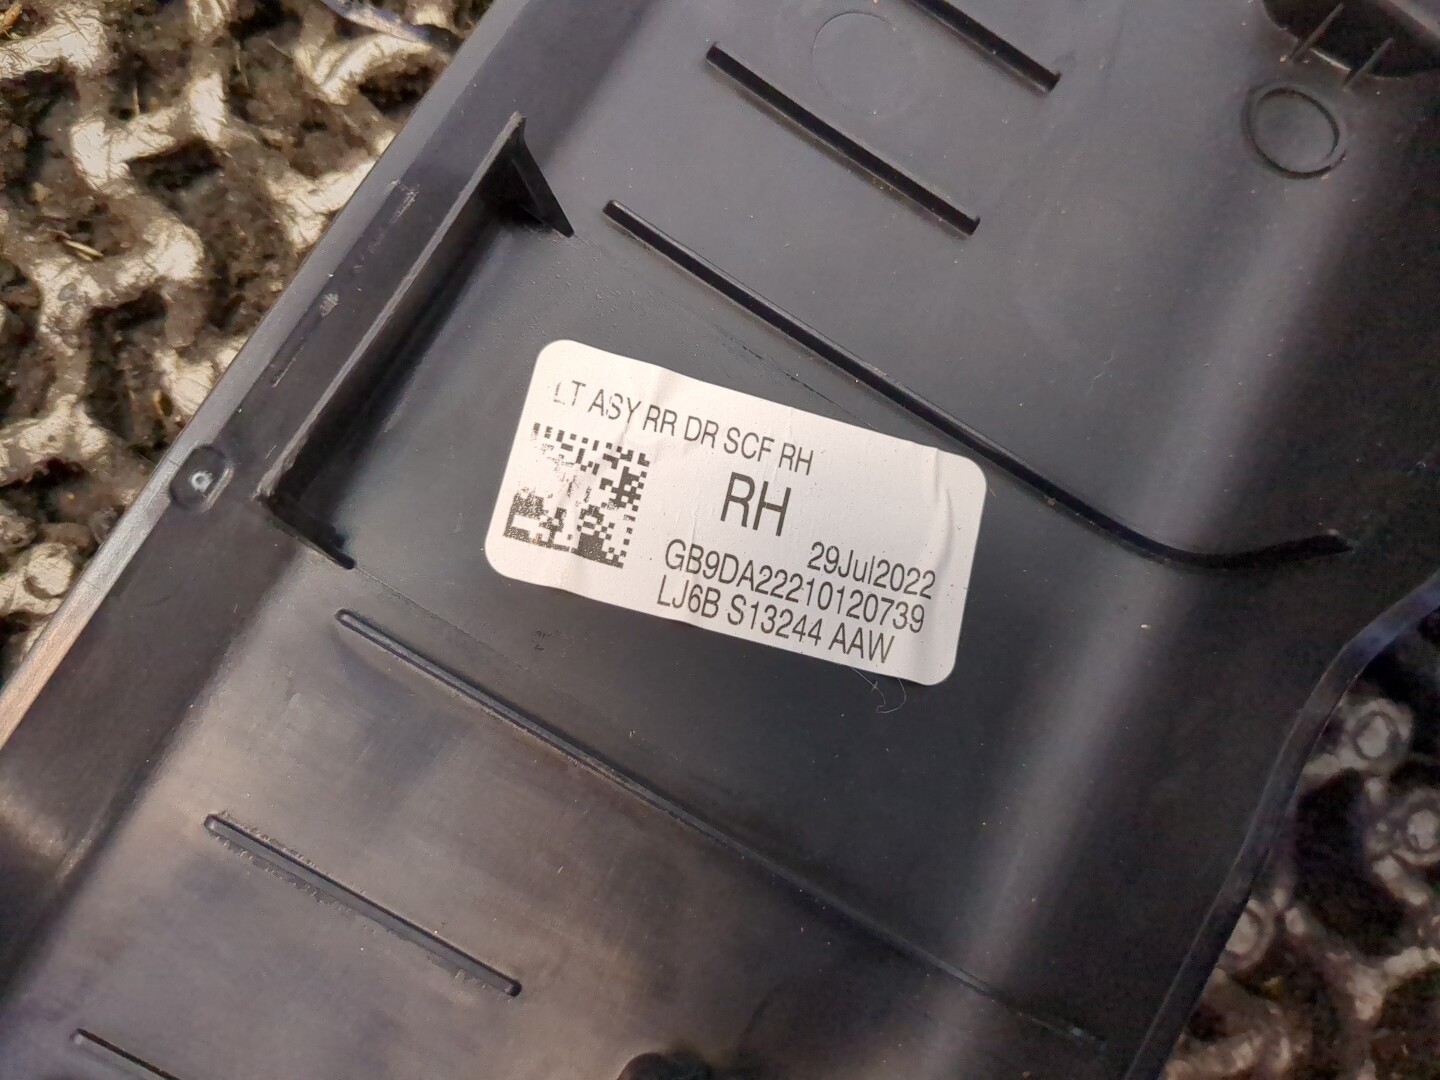 LT ASY RR DR SCF RH
RH
29Jul2022
GB9DA22210120739
LJ6B S13244 AAW